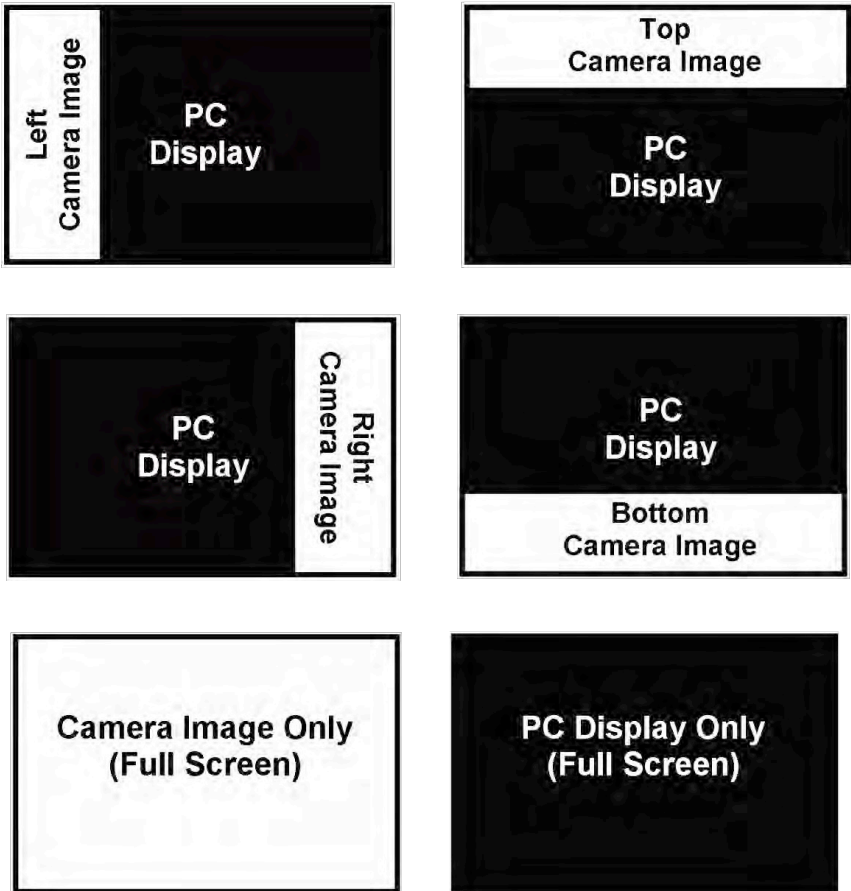 Left
Camera Image
PC
Display
Top
Camera Image
PC
Display
PC
Display
Right
Camera Image
PC
Display
Bottom
Camera Image
Camera Image Only
(Full Screen)
PC Display Only
(Full Screen)